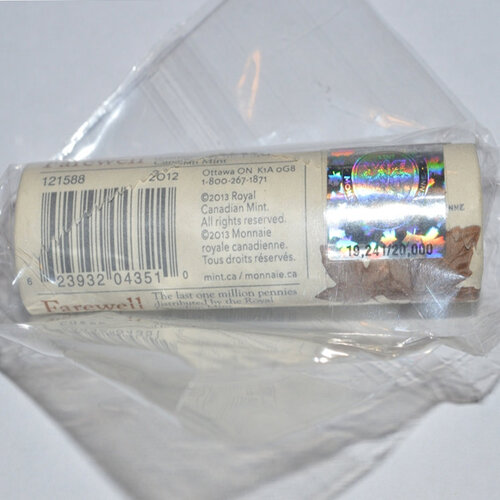 Farewell
Canadian Mint
121588 2012
Ottawa ON K1A 0G8
1-800-267-1871
©2013 Royal
Canadian Mint.
All rights reserved.
©2013 Monnaie
royale canadienne.
Tous droits réservés.
mint.ca / monnaie.ca
6 23932 04351 0
Farewell
The last one million pennies
distributed by the Royal
19,241/20,000